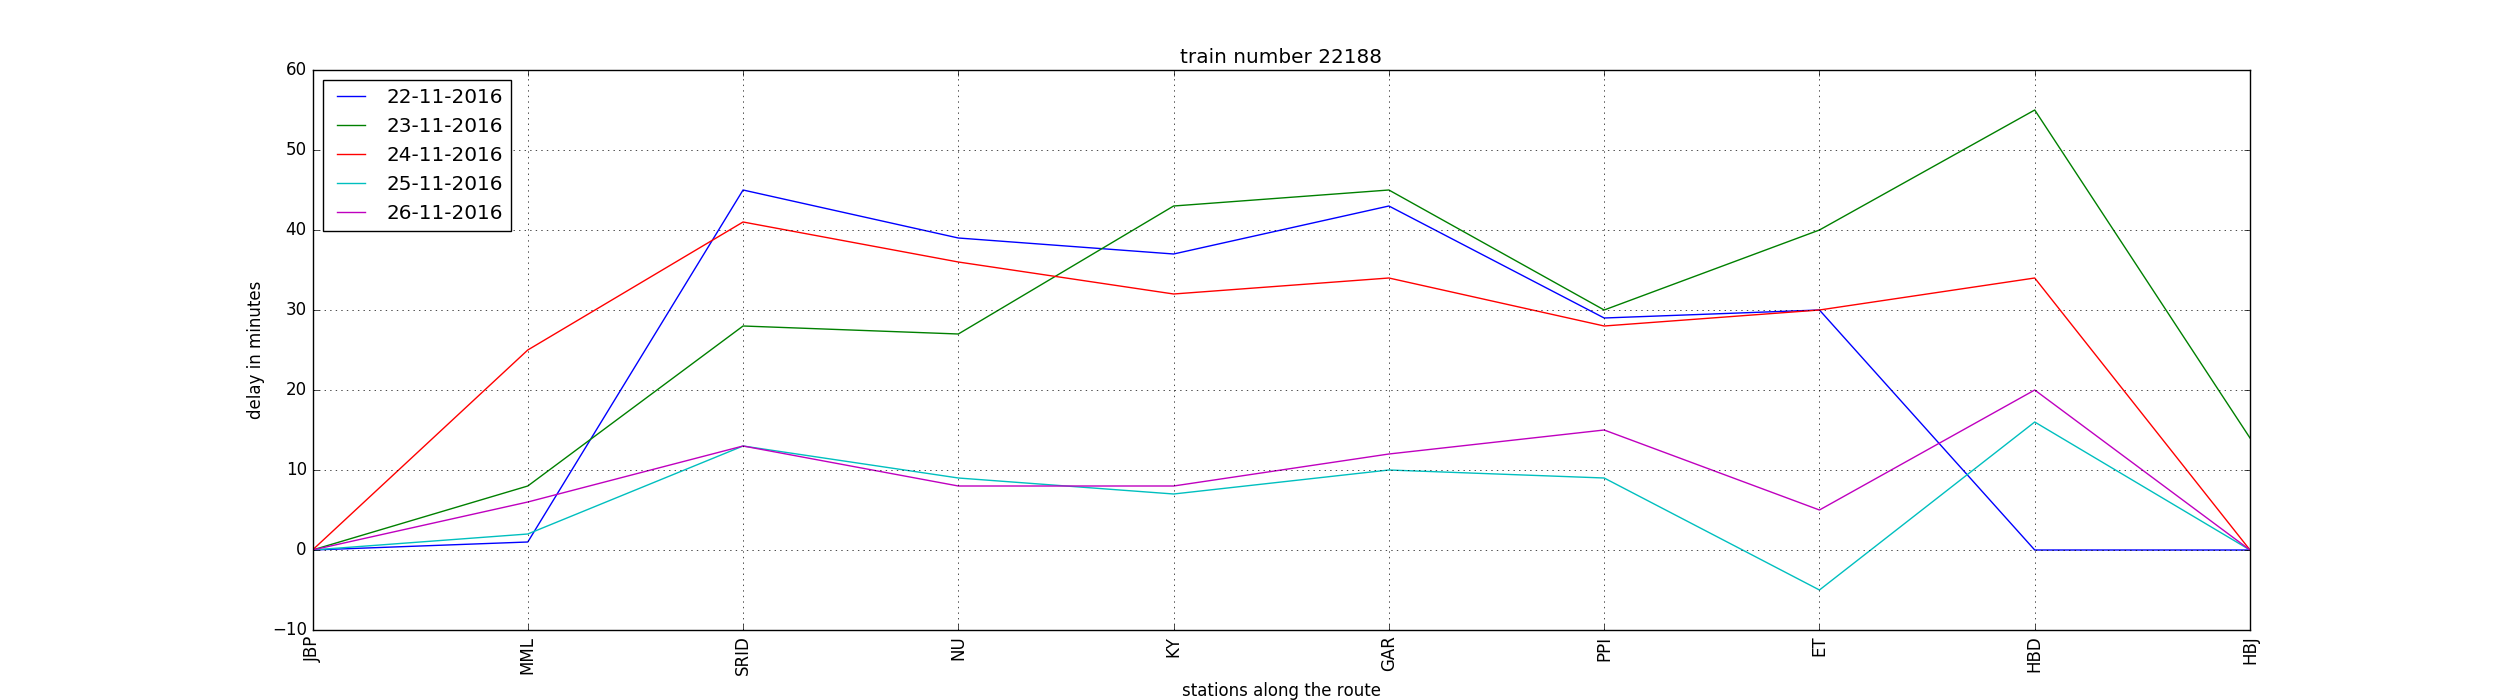 train number 22188
60
50
40
30
20
10
0
−10
delay in minutes
22-11-2016
23-11-2016
24-11-2016
25-11-2016
26-11-2016
JBP
MML
SRID
NU
KY
GAR
PPI
ET
HBD
HBJ
stations along the route